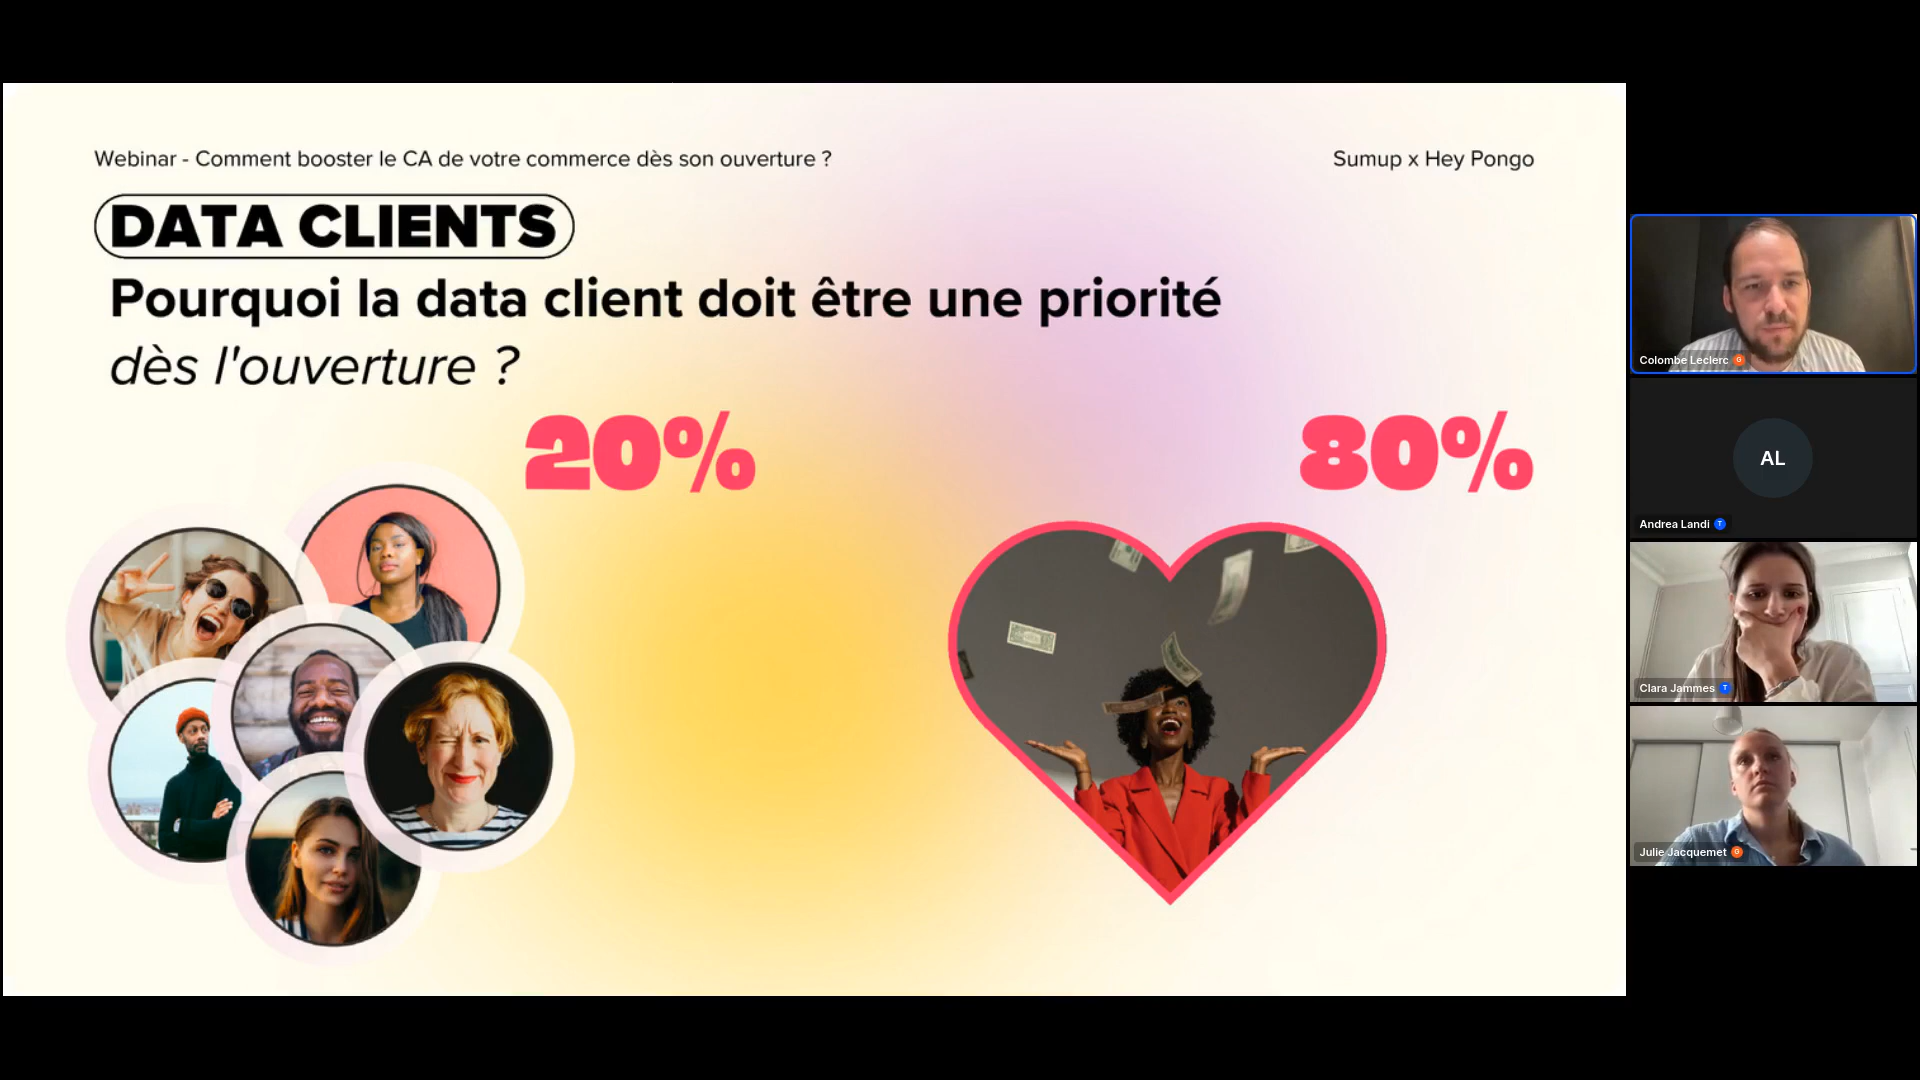 Webinar - Comment booster le CA de votre commerce dès son ouverture ?
Sumup x Hey Pongo
DATA CLIENTS
Pourquoi la data client doit être une priorité
dès l'ouverture ?
20%
80%
Colombe Leclerc G
AL
Andrea Landi T
Clara Jammes T
Julie Jacquemet G